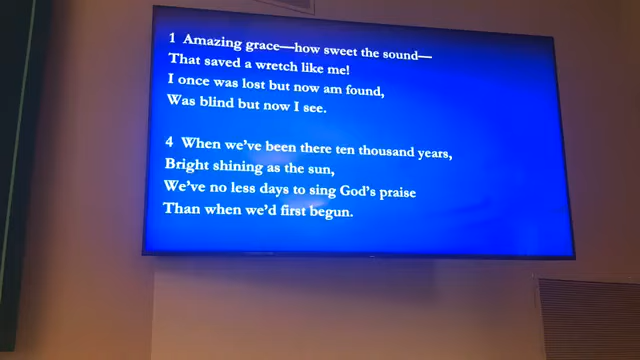 1 Amazing grace—how sweet the sound—
That saved a wretch like me!
I once was lost but now am found,
Was blind but now I see.
4 When we've been there ten thousand years,
Bright shining as the sun,
We've no less days to sing God's praise
Than when we'd first begun.